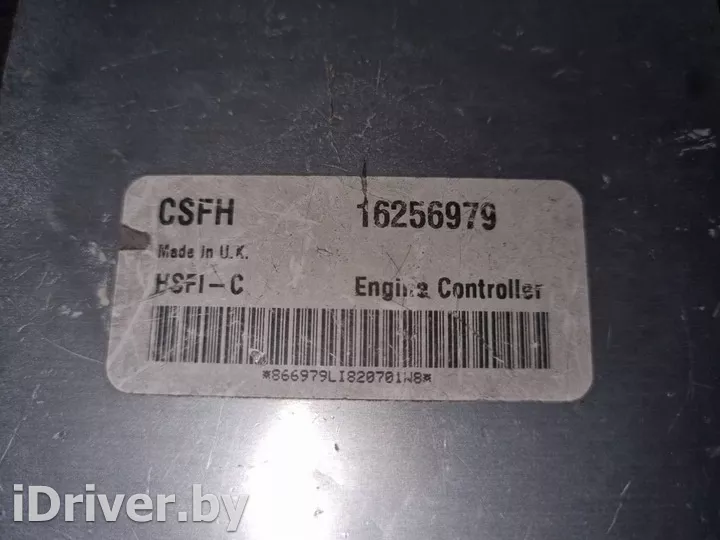 CSFH 16256979
Made in U.K.
HSFI-C Engine Controller
*866979LI820701W8*
iDriver.by